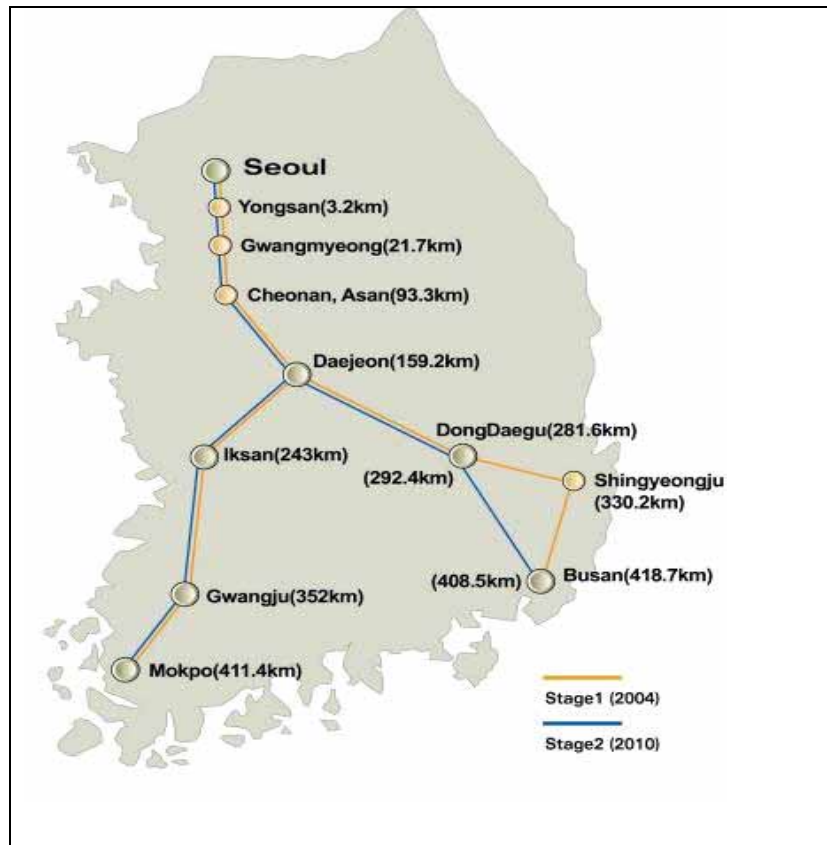 Seoul
Yongsan(3.2km)
Gwangmyeong(21.7km)
Cheonan, Asan(93.3km)
Daejeon(159.2km)
DongDaegu(281.6km)
Iksan(243km)
(292.4km)
Shingyeongju
(330.2km)
(408.5km)
Busan(418.7km)
Gwangju(352km)
Mokpo(411.4km)
Stage1 (2004)
Stage2 (2010)